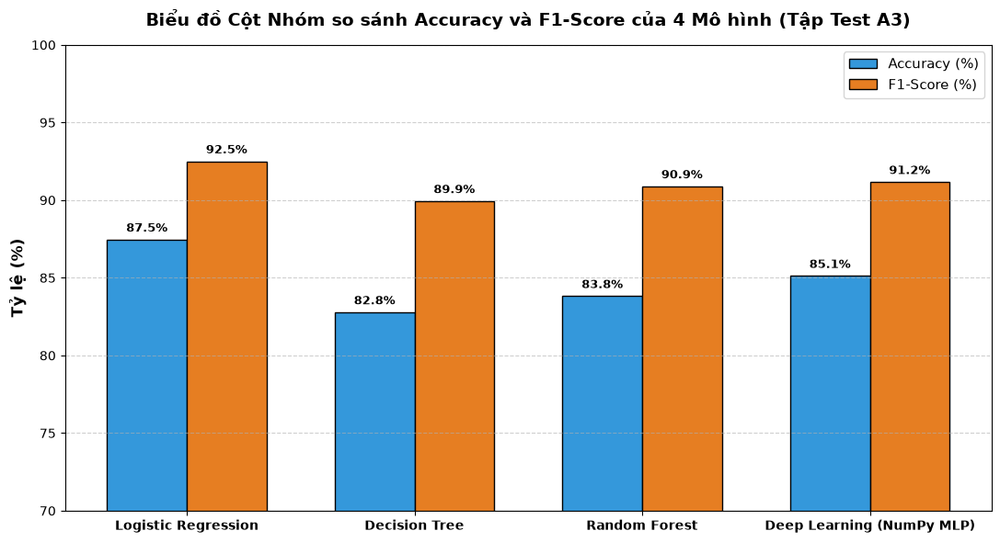 Biểu đồ Cột Nhóm so sánh Accuracy và F1-Score của 4 Mô hình (Tập Test A3)
Accuracy (%)
F1-Score (%)
Tỷ lệ (%)
100
95
90
85
80
75
70
87.5%
92.5%
82.8%
89.9%
83.8%
90.9%
85.1%
91.2%
Logistic Regression
Decision Tree
Random Forest
Deep Learning (NumPy MLP)